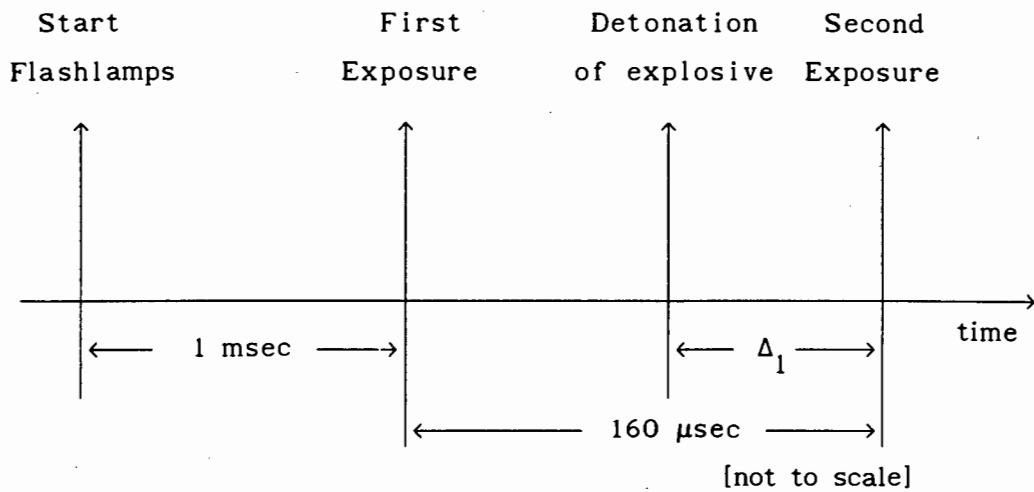 Start First Detonation Second
Flashlamps Exposure of explosive Exposure
time
1 msec Δ1
160 μsec
[not to scale]